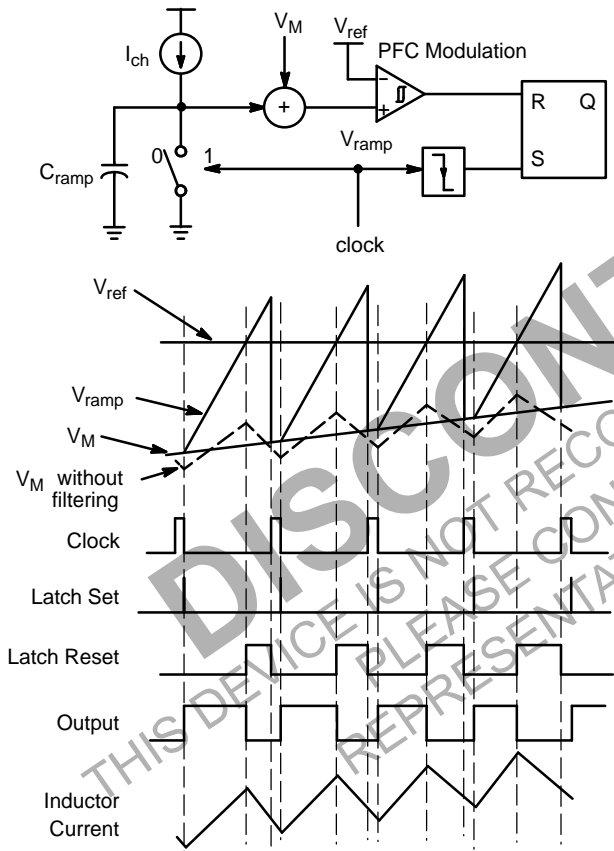 V_M
V_ref
PFC Modulation
I_ch
+
−
+
R Q
S
C_ramp
0 1
V_ramp
clock
V_ref
V_ramp
V_M
V_M without
filtering
Clock
Latch Set
Latch Reset
Output
Inductor
Current
DISCONT
THIS DEVICE IS NOT RECO
PLEASE CON
REPRESENTA